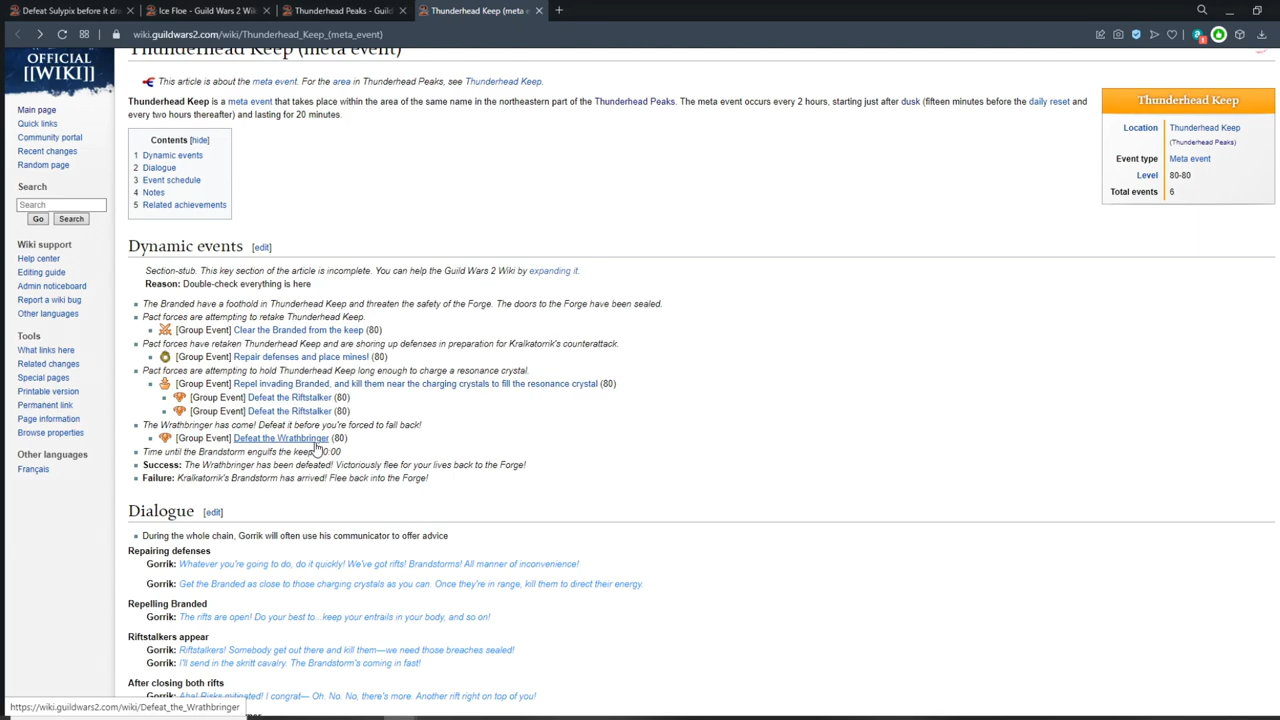 Defeat Sulypix before it dr
Ice Floe - Guild Wars 2 Wi
Thunderhead Peaks - Guild
Thunderhead Keep (meta e
wiki.guildwars2.com/wiki/Thunderhead_Keep_(meta_event)
OFFICIAL
[[WIKI]]
Main page
Quick links
Community portal
Recent changes
Random page
Search
Search
Go Search
Wiki support
Help center
Editing guide
Admin noticeboard
Report a wiki bug
Other languages
Tools
What links here
Related changes
Special pages
Printable version
Permanent link
Page information
Browse properties
Other languages
Français
Thunderhead Keep (meta event)
This article is about the meta event. For the area in Thunderhead Peaks, see Thunderhead Keep.
Thunderhead Keep is a meta event that takes place within the area of the same name in the northeastern part of the Thunderhead Peaks. The meta event occurs every 2 hours, starting just after dusk (fifteen minutes before the daily reset and
every two hours thereafter) and lasting for 20 minutes.
Contents [hide]
1 Dynamic events
2 Dialogue
3 Event schedule
4 Notes
5 Related achievements
Thunderhead Keep
Location Thunderhead Keep
(Thunderhead Peaks)
Event type Meta event
Level 80-80
Total events 6
Dynamic events [edit]
Section-stub. This key section of the article is incomplete. You can help the Guild Wars 2 Wiki by expanding it.
Reason: Double-check everything is here
The Branded have a foothold in Thunderhead Keep and threaten the safety of the Forge. The doors to the Forge have been sealed.
Pact forces are attempting to retake Thunderhead Keep.
[Group Event] Clear the Branded from the keep (80)
Pact forces have retaken Thunderhead Keep and are shoring up defenses in preparation for Kralkatorrik's counterattack.
[Group Event] Repair defenses and place mines! (80)
Pact forces are attempting to hold Thunderhead Keep long enough to charge a resonance crystal.
[Group Event] Repel invading Branded, and kill them near the charging crystals to fill the resonance crystal (80)
[Group Event] Defeat the Riftstalker (80)
[Group Event] Defeat the Riftstalker (80)
The Wrathbringer has come! Defeat it before you're forced to fall back!
[Group Event] Defeat the Wrathbringer (80)
Time until the Brandstorm engulfs the keep 0:00
Success: The Wrathbringer has been defeated! Victoriously flee for your lives back to the Forge!
Failure: Kralkatorrik's Brandstorm has arrived! Flee back into the Forge!
Dialogue [edit]
During the whole chain, Gorrik will often use his communicator to offer advice
Repairing defenses
Gorrik: Whatever you're going to do, do it quickly! We've got rifts! Brandstorms! All manner of inconvenience!
Gorrik: Get the Branded as close to those charging crystals as you can. Once they're in range, kill them to direct their energy.
Repelling Branded
Gorrik: The rifts are open! Do your best to...keep your entrails in your body, and so on!
Riftstalkers appear
Gorrik: Riftstalkers! Somebody get out there and kill them—we need those breaches sealed!
Gorrik: I'll send in the skritt cavalry. The Brandstorm's coming in fast!
After closing both rifts
Gorrik: Aha! Risks mitigated! I congrat— Oh. No. No, there's more. Another rift right on top of you!
https://wiki.guildwars2.com/wiki/Defeat_the_Wrathbringer